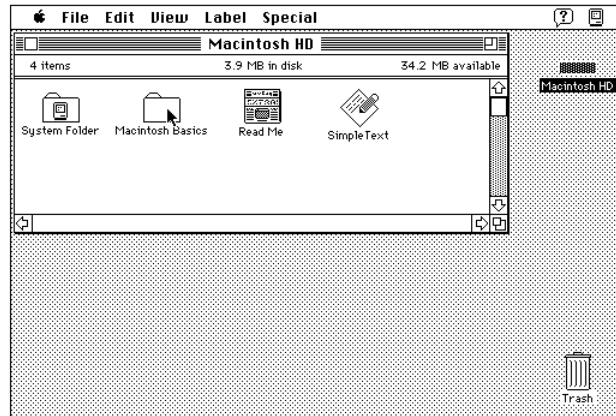 File Edit View Label Special
Macintosh HD
4 items 3.9 MB in disk 34.2 MB available
Macintosh HD
System Folder Macintosh Basics Read Me SimpleText
Trash